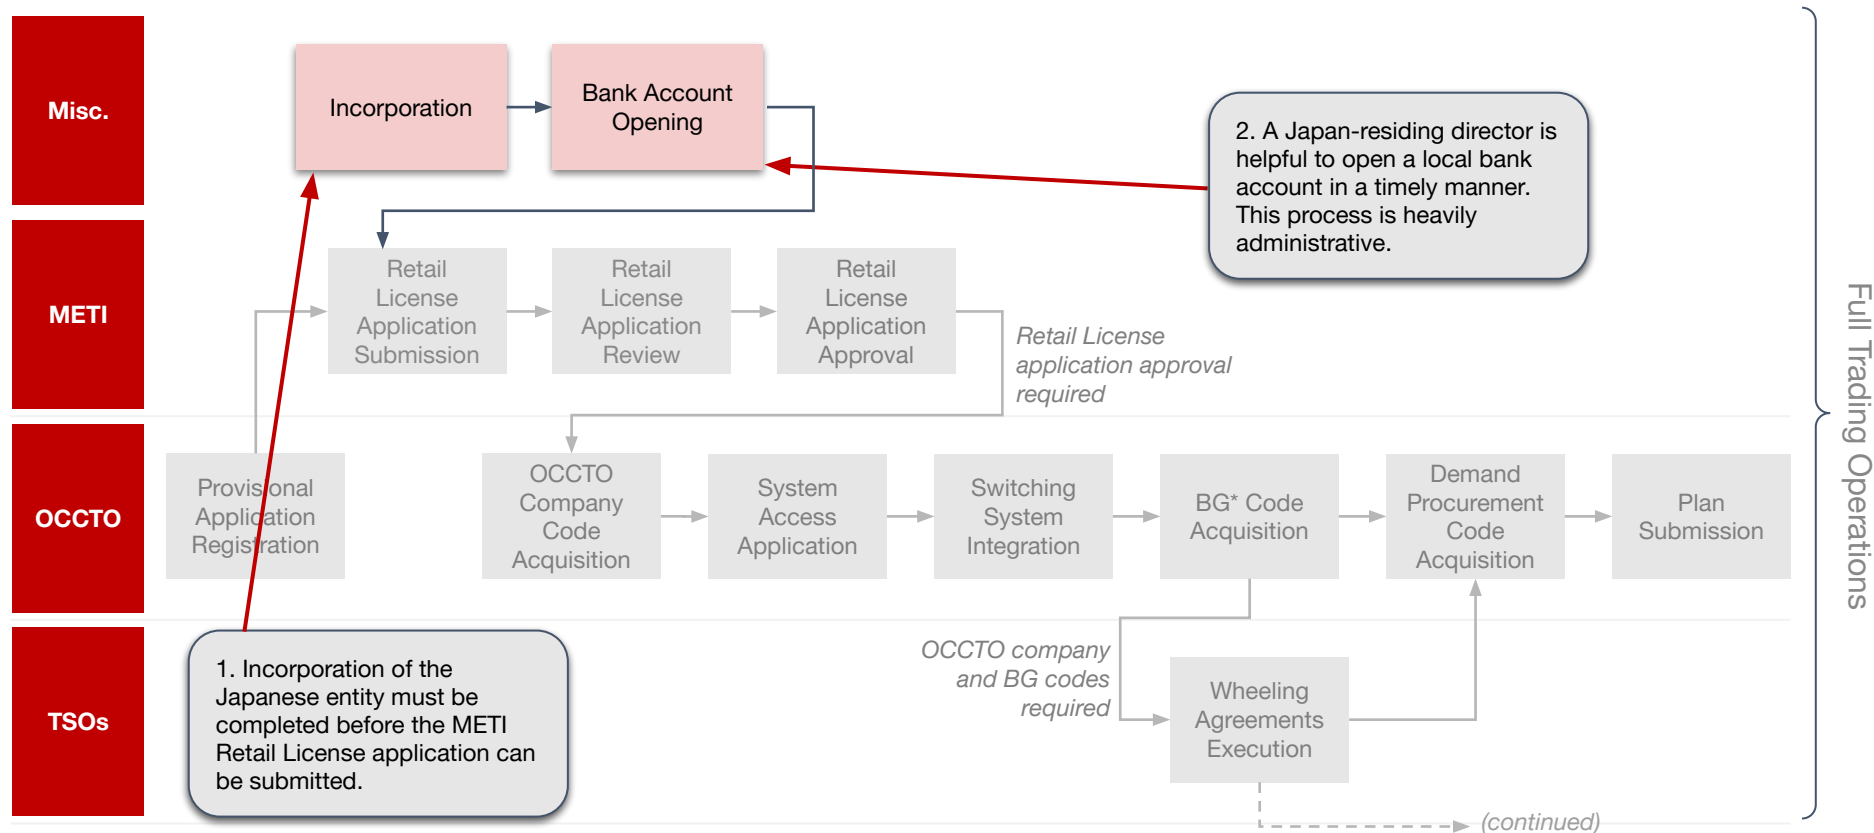 Misc.
Incorporation
Bank Account
Opening
2. A Japan-residing director is
helpful to open a local bank
account in a timely manner.
This process is heavily
administrative.
METI
Retail
License
Application
Submission
Retail
License
Application
Review
Retail
License
Application
Approval
Retail License
application approval
required
OCCTO
Provisional
Application
Registration
OCCTO
Company
Code
Acquisition
System
Access
Application
Switching
System
Integration
BG* Code
Acquisition
Demand
Procurement
Code
Acquisition
Plan
Submission
TSOs
1. Incorporation of the
Japanese entity must be
completed before the METI
Retail License application can
be submitted.
OCCTO company
and BG codes
required
Wheeling
Agreements
Execution
(continued)
Full Trading Operations